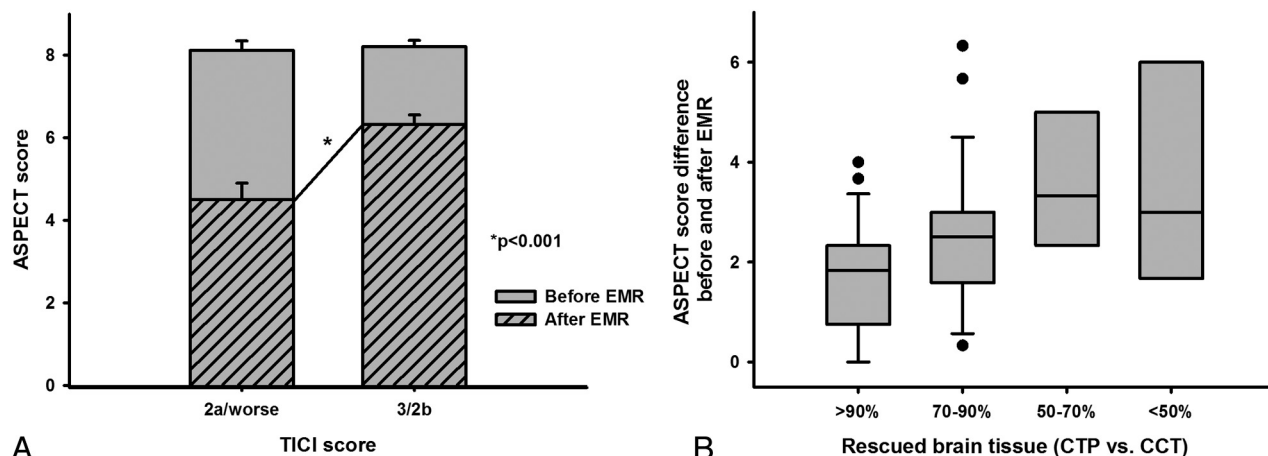 8
6
4
2
0
ASPECT score
*
*p<0.001
Before EMR
After EMR
2a/worse 3/2b
TICI score
A
6
4
2
0
ASPECT score difference
before and after EMR
>90% 70-90% 50-70% <50%
Rescued brain tissue (CTP vs. CCT)
B